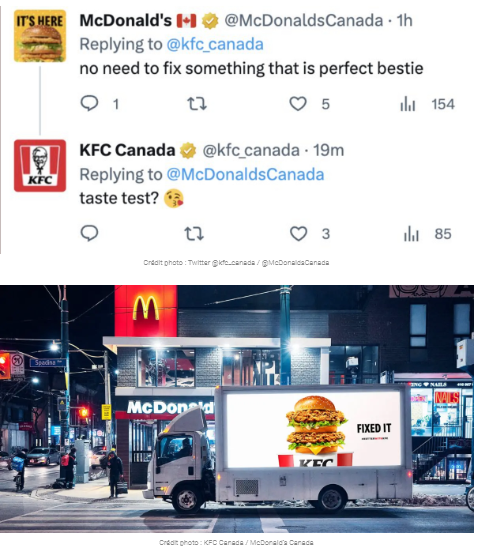 IT'S HERE
McDonald's @McDonaldsCanada · 1h
Replying to @kfc_canada
no need to fix something that is perfect bestie
1 5 154
KFC Canada @kfc_canada · 19m
Replying to @McDonaldsCanada
taste test? 😘
KFC
3 85
Crédit photo : Twitter @kfc_canada / @McDonaldsCanada
Spadina
McDonald
FIXED IT
KFC
NAILS
NAILS
Crédit photo : KFC Canada / McDonald's Canada